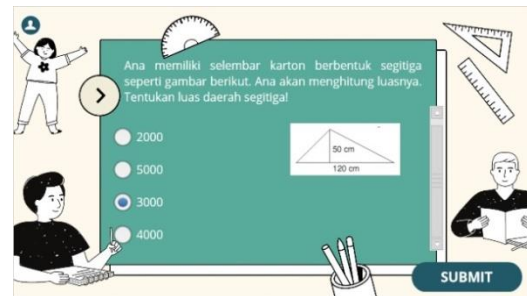 Ana memiliki selembar karton berbentuk segitiga
seperti gambar berikut. Ana akan menghitung luasnya.
Tentukan luas daerah segitiga!
2000
5000
3000
4000
50 cm
120 cm
SUBMIT